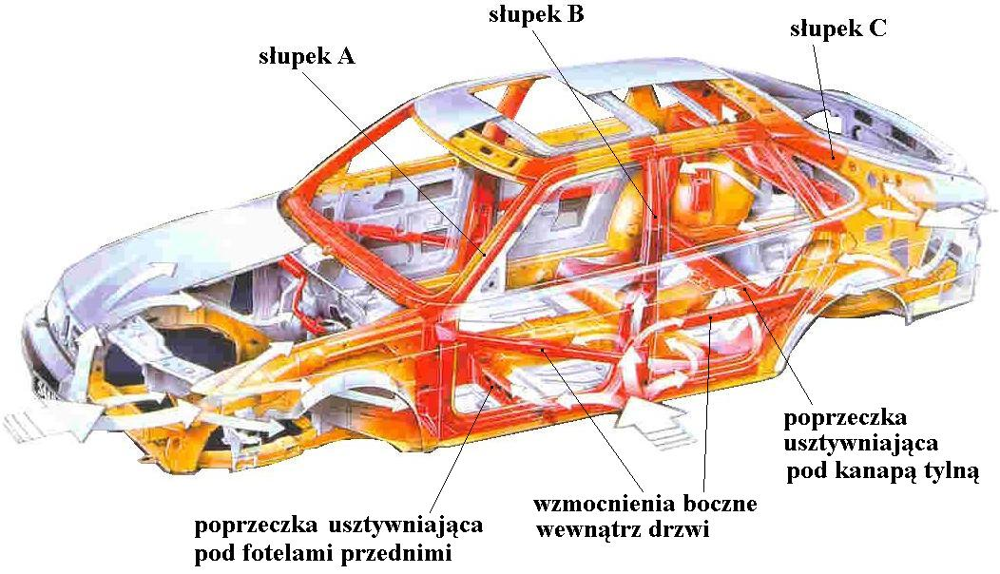 słupek A
słupek B
słupek C
poprzeczka
usztywniająca
pod kanapą tylną
wzmocnienia boczne
wewnątrz drzwi
poprzeczka usztywniająca
pod fotelami przednimi